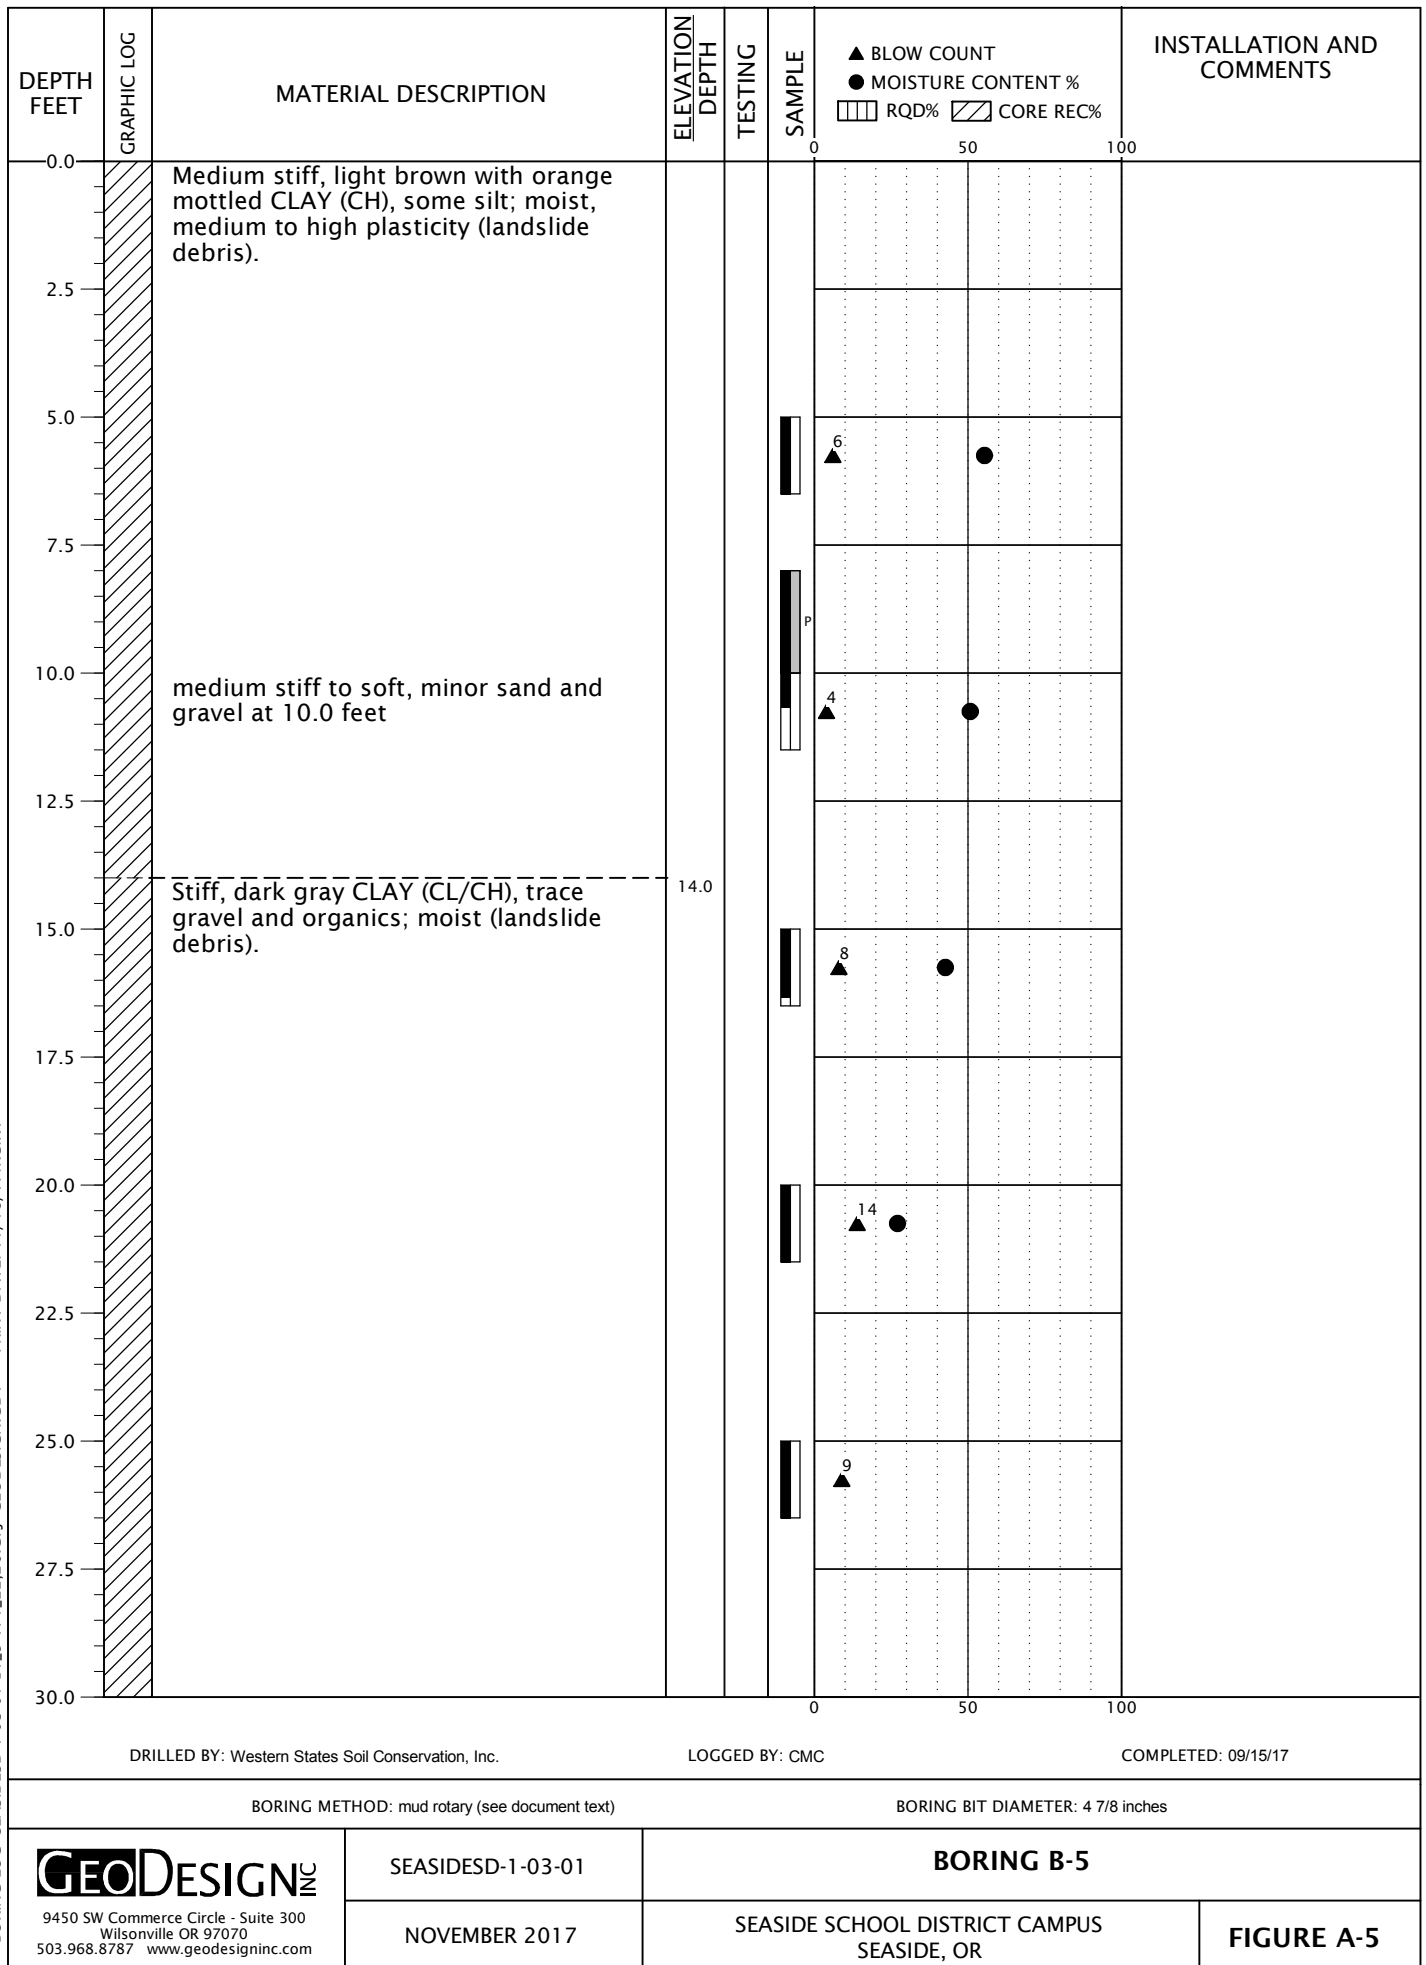 DEPTH
FEET
GRAPHIC LOG
MATERIAL DESCRIPTION
ELEVATION
DEPTH
TESTING
SAMPLE
▲ BLOW COUNT
● MOISTURE CONTENT %
RQD% CORE REC%
INSTALLATION AND
COMMENTS
0 50 100
0.0
Medium stiff, light brown with orange
mottled CLAY (CH), some silt; moist,
medium to high plasticity (landslide
debris).
2.5
5.0
6
7.5
P
10.0
medium stiff to soft, minor sand and
gravel at 10.0 feet
4
12.5
14.0
Stiff, dark gray CLAY (CL/CH), trace
gravel and organics; moist (landslide
debris).
15.0
8
17.5
20.0
14
22.5
25.0
9
27.5
30.0
0 50 100
DRILLED BY: Western States Soil Conservation, Inc.
LOGGED BY: CMC
COMPLETED: 09/15/17
BORING METHOD: mud rotary (see document text)
BORING BIT DIAMETER: 4 7/8 inches
GEODESIGN INC
9450 SW Commerce Circle - Suite 300
Wilsonville OR 97070
503.968.8787 www.geodesigninc.com
SEASIDESD-1-03-01
NOVEMBER 2017
BORING B-5
SEASIDE SCHOOL DISTRICT CAMPUS
SEASIDE, OR
FIGURE A-5